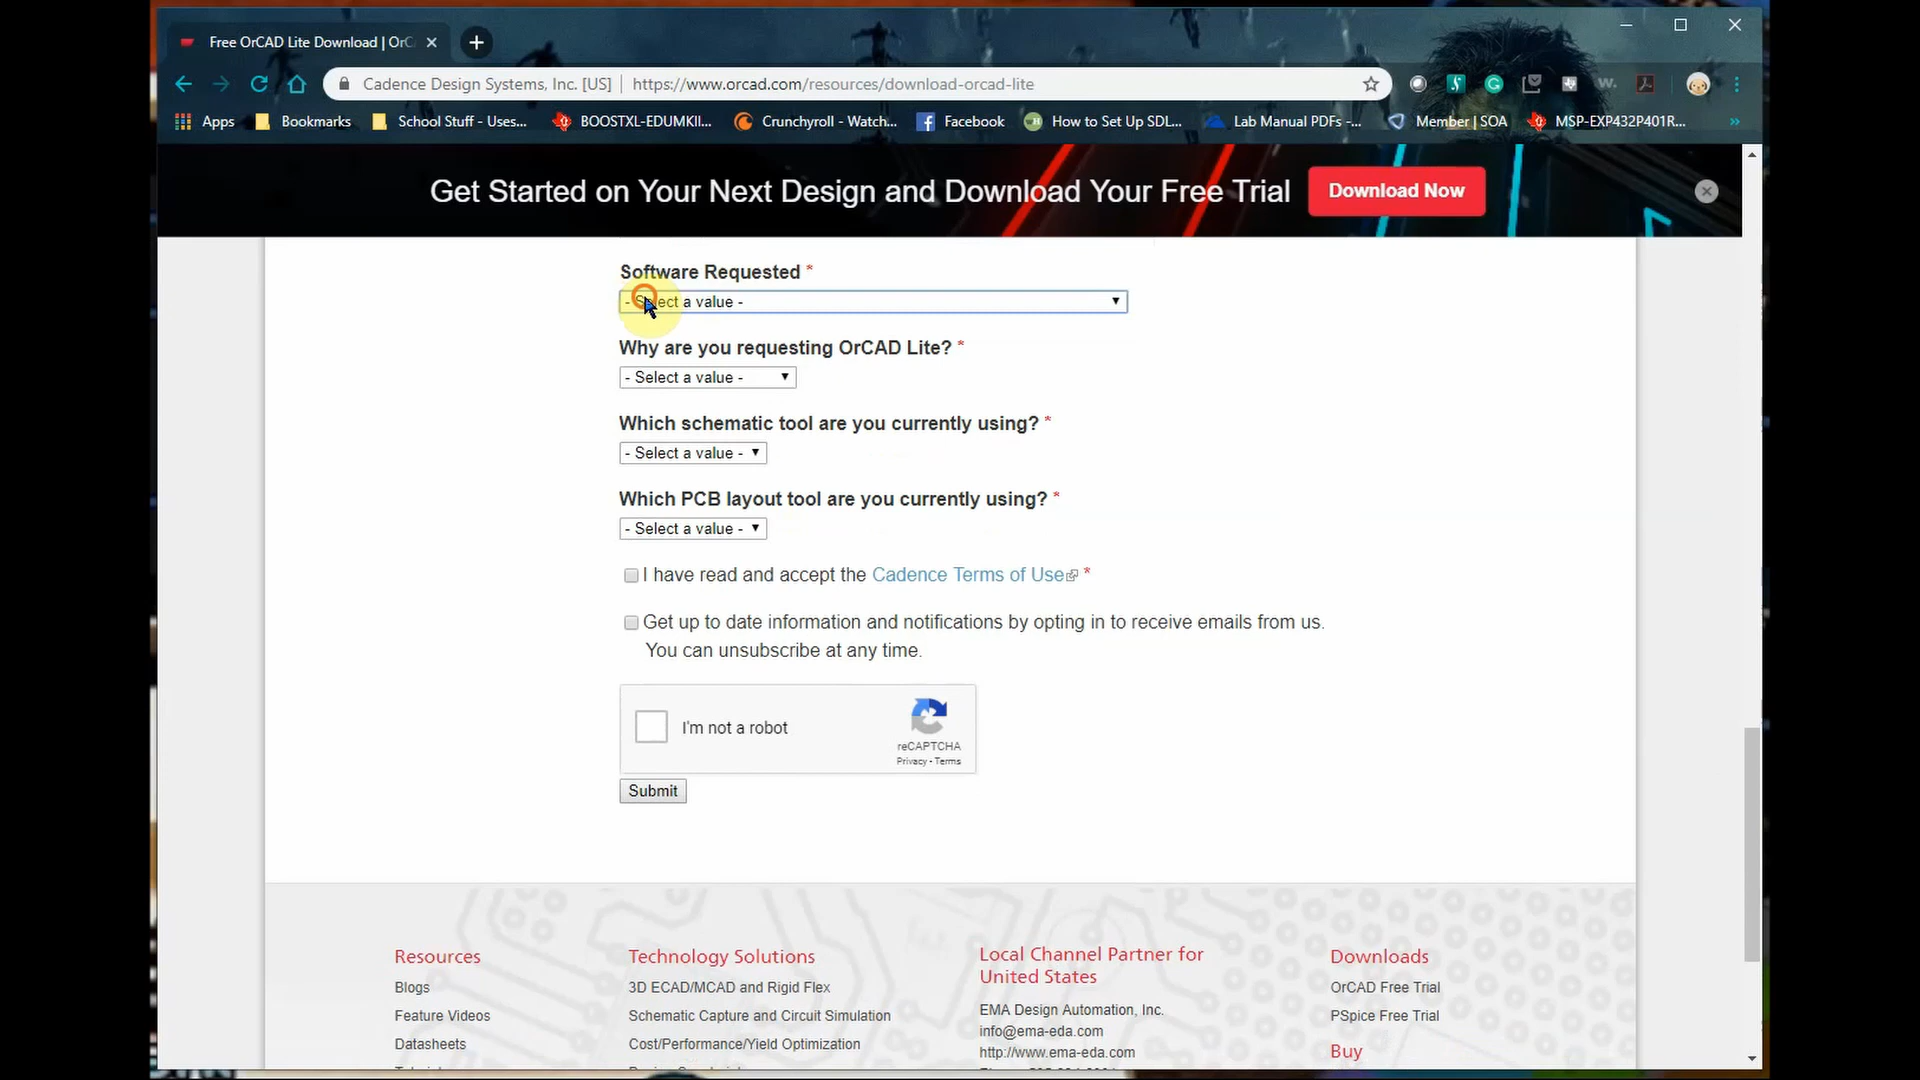 Free OrCAD Lite Download | OrC
Cadence Design Systems, Inc. [US] | https://www.orcad.com/resources/download-orcad-lite
Apps Bookmarks School Stuff - Uses... BOOSTXL-EDUMKII... Crunchyroll - Watch... Facebook How to Set Up SDL... Lab Manual PDFs -... Member | SOA MSP-EXP432P401R... »
Get Started on Your Next Design and Download Your Free Trial Download Now
Software Requested *
- Select a value -
Why are you requesting OrCAD Lite? *
- Select a value -
Which schematic tool are you currently using? *
- Select a value -
Which PCB layout tool are you currently using? *
- Select a value -
I have read and accept the Cadence Terms of Use *
Get up to date information and notifications by opting in to receive emails from us.
You can unsubscribe at any time.
I'm not a robot
reCAPTCHA
Privacy - Terms
Submit
Resources
Blogs
Feature Videos
Datasheets
Technology Solutions
3D ECAD/MCAD and Rigid Flex
Schematic Capture and Circuit Simulation
Cost/Performance/Yield Optimization
Local Channel Partner for
United States
EMA Design Automation, Inc.
info@ema-eda.com
http://www.ema-eda.com
Downloads
OrCAD Free Trial
PSpice Free Trial
Buy